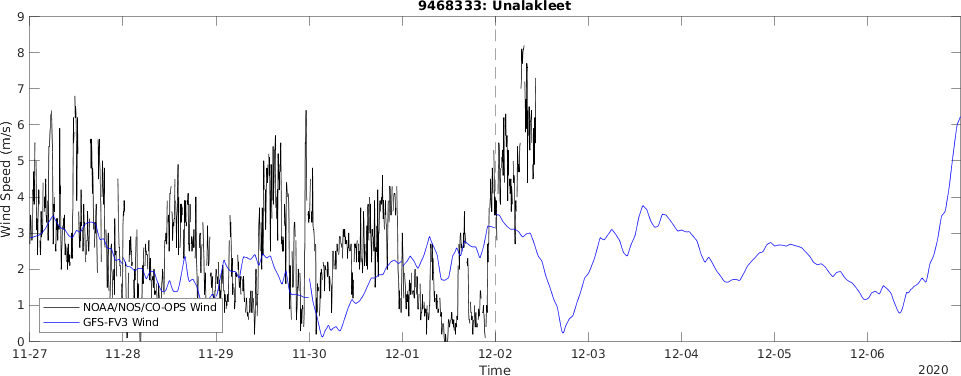 9468333: Unalakleet
9
8
7
6
5
4
3
2
1
0
Wind Speed (m/s)
NOAA/NOS/CO-OPS Wind
GFS-FV3 Wind
11-27 11-28 11-29 11-30 12-01 12-02 12-03 12-04 12-05 12-06
Time
2020